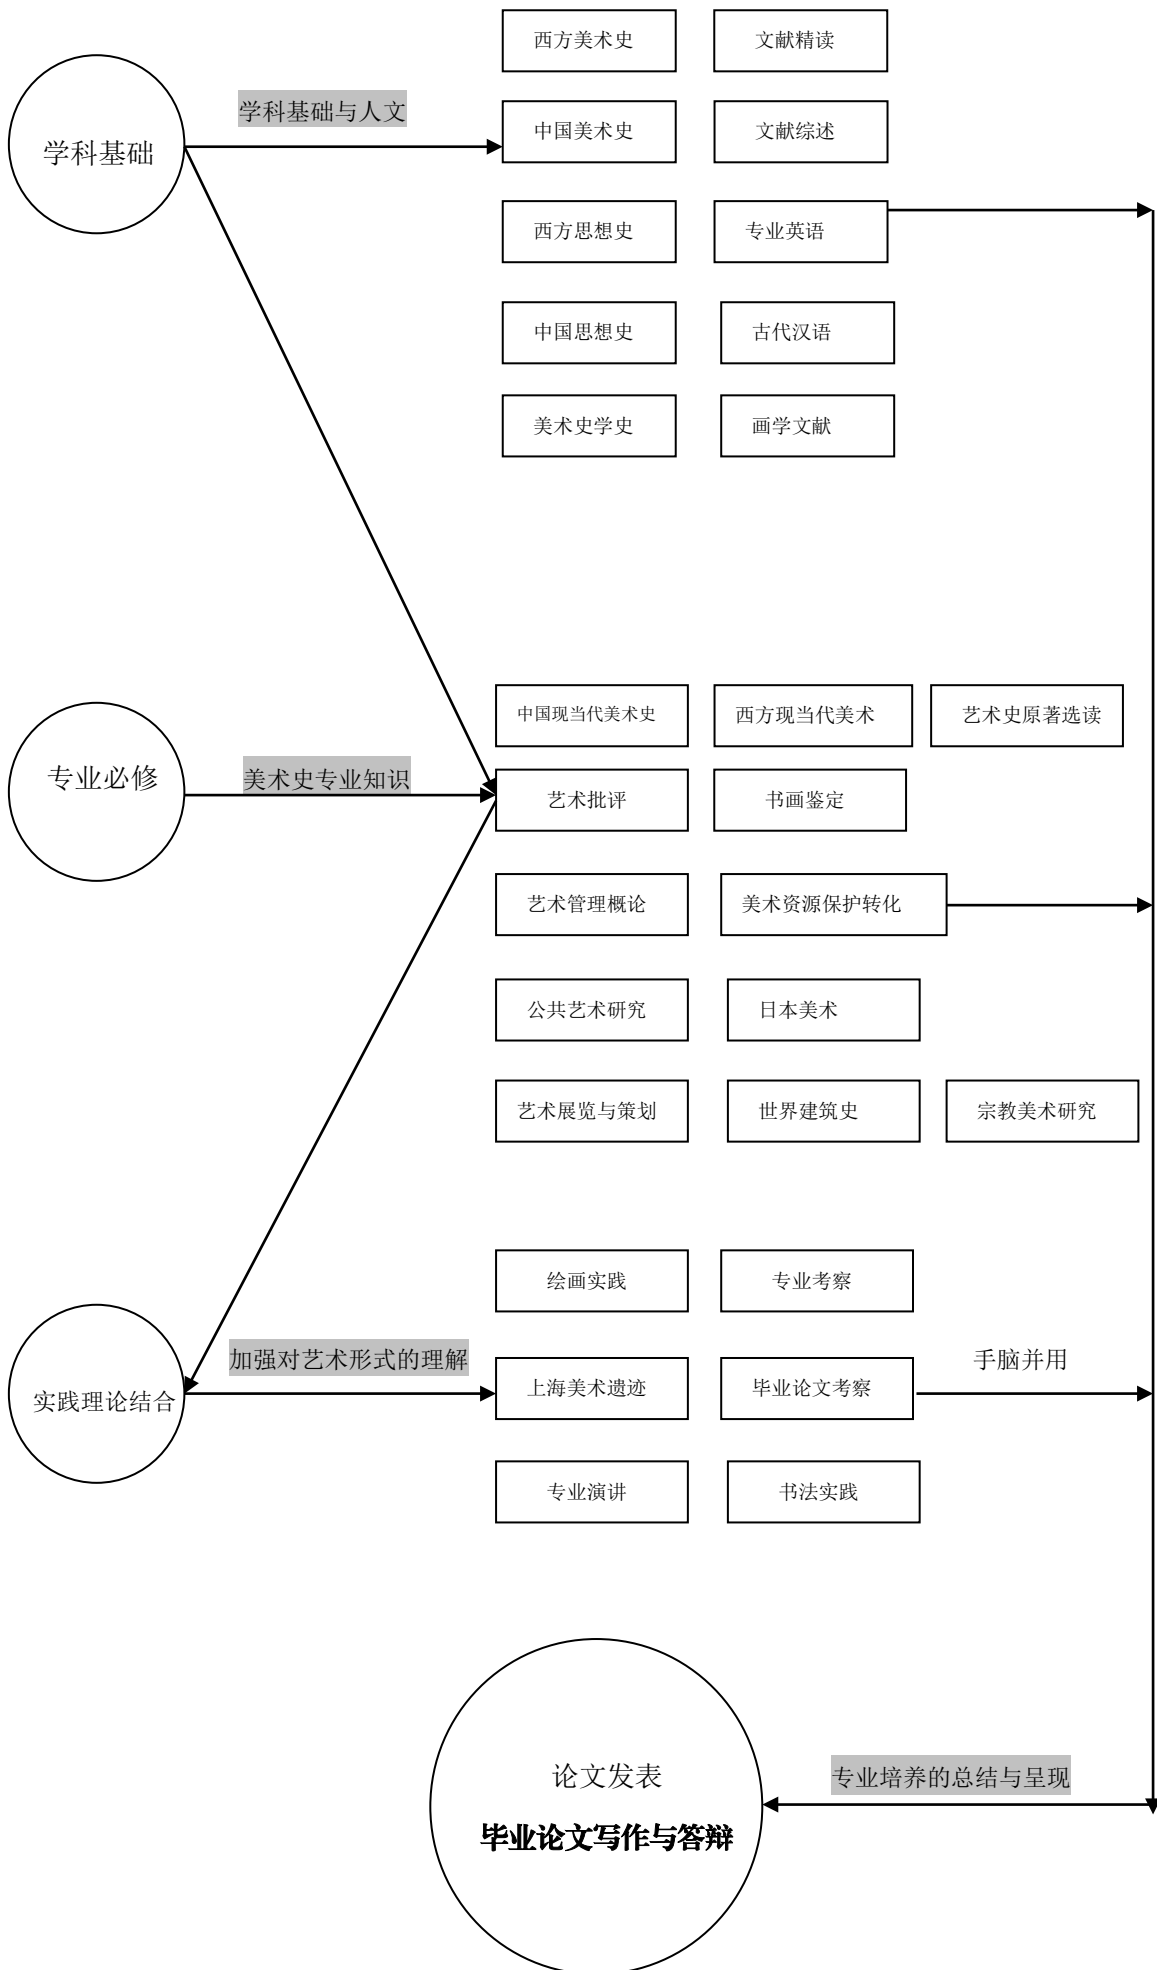 西方美术史 文献精读
学科基础与人文
中国美术史 文献综述
学科基础
西方思想史 专业英语
中国思想史 古代汉语
美术史学史 画学文献
中国现当代美术史 西方现当代美术 艺术史原著选读
专业必修
美术史专业知识
艺术批评 书画鉴定
艺术管理概论 美术资源保护转化
公共艺术研究 日本美术
艺术展览与策划 世界建筑史 宗教美术研究
绘画实践 专业考察
加强对艺术形式的理解
手脑并用
上海美术遗迹 毕业论文考察
实践理论结合
专业演讲 书法实践
论文发表
专业培养的总结与呈现
毕业论文写作与答辩